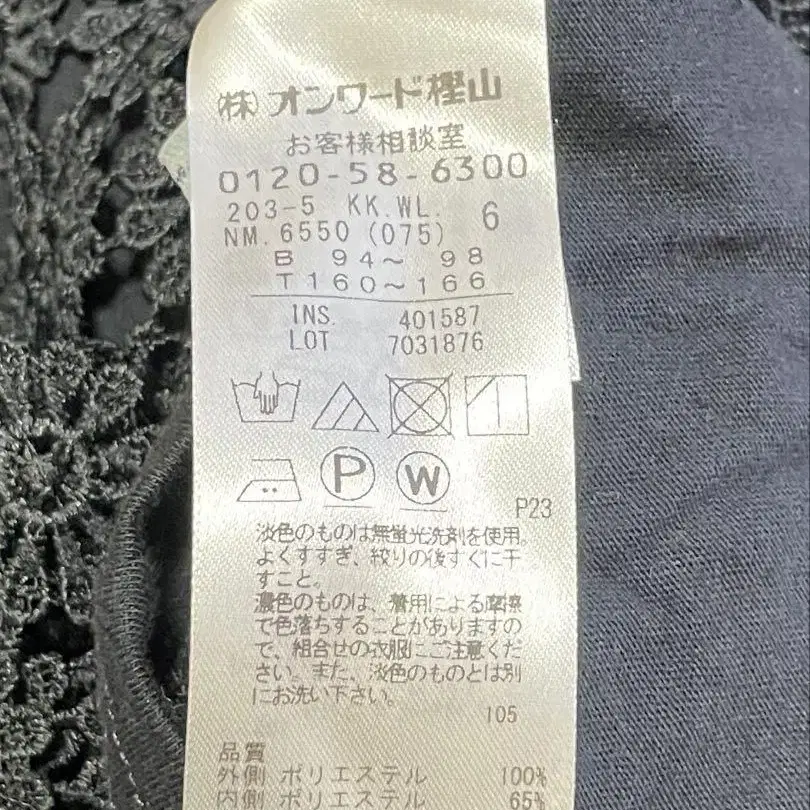 (株)オンワード樫山
お客様相談室
0120-58-6300
203-5 KK.WL. 6
NM.6550(075)
B 94～ 98
T160～166
INS. 401587
LOT 7031876
P W
P23
淡色のものは無蛍光洗剤を使用。
よくすすぎ、絞りの後すぐに干
すこと。
濃色のものは、着用による摩擦
で色落ちすることがありますの
で、組合せの衣服にご注意くだ
さい。また、淡色のものとは別
にお洗い下さい。
105
品質
外側 ポリエステル 100%
内側 ポリエステル 65%